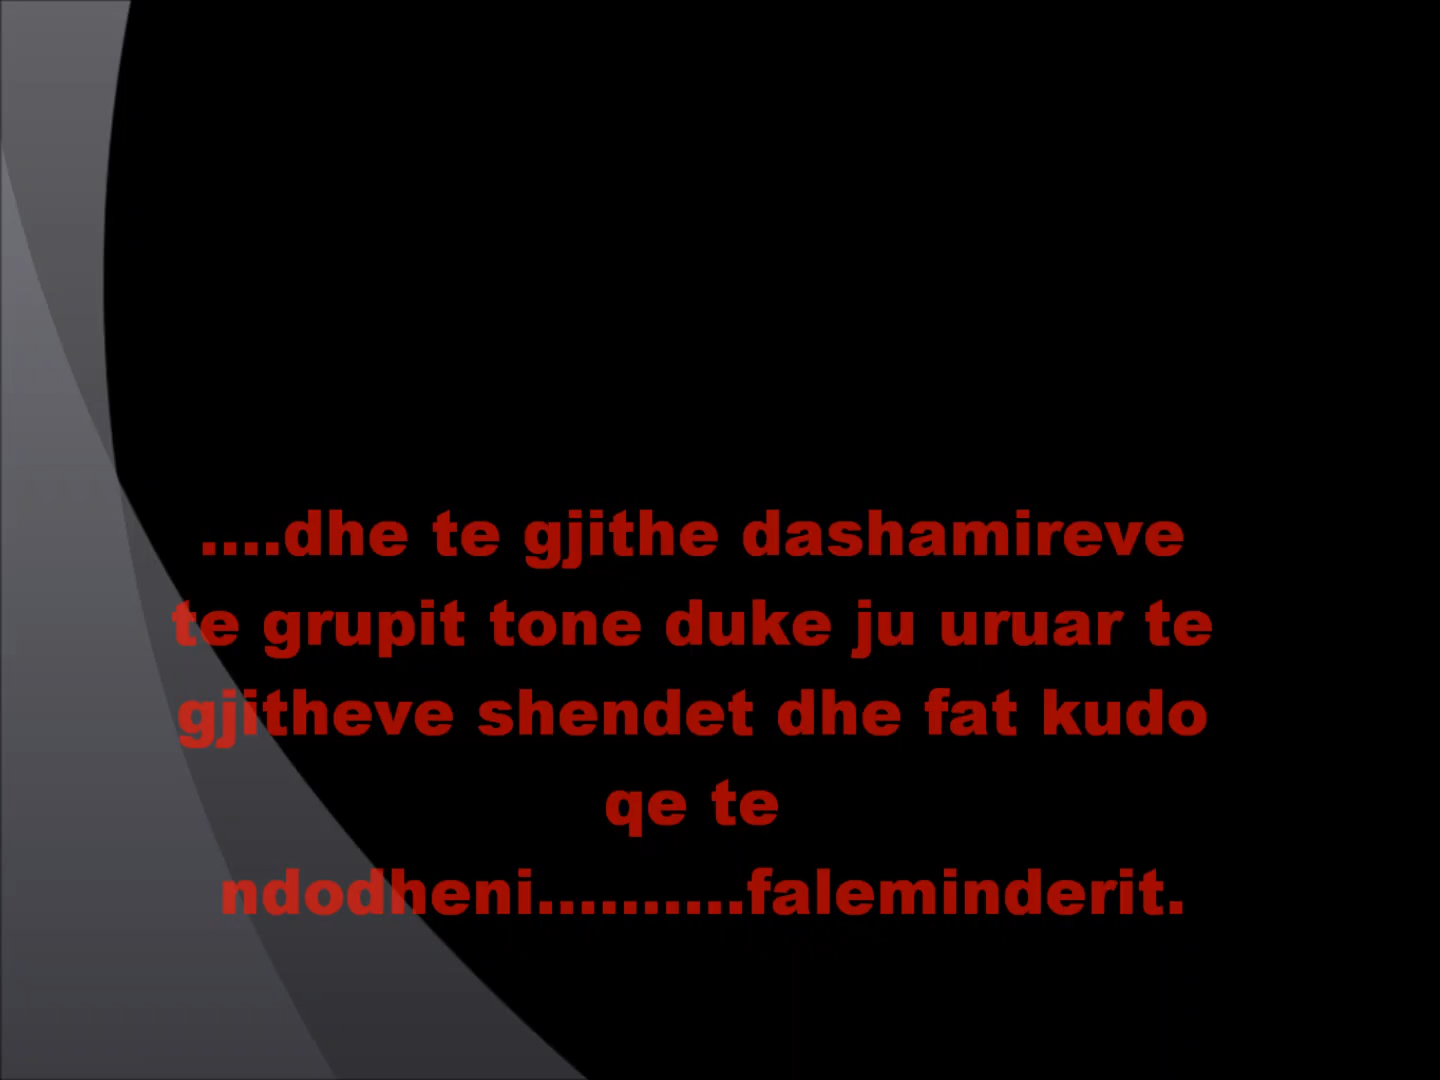 ....dhe te gjithe dashamireve
te grupit tone duke ju uruar te
gjitheve shendet dhe fat kudo
qe te
ndodheni..........faleminderit.